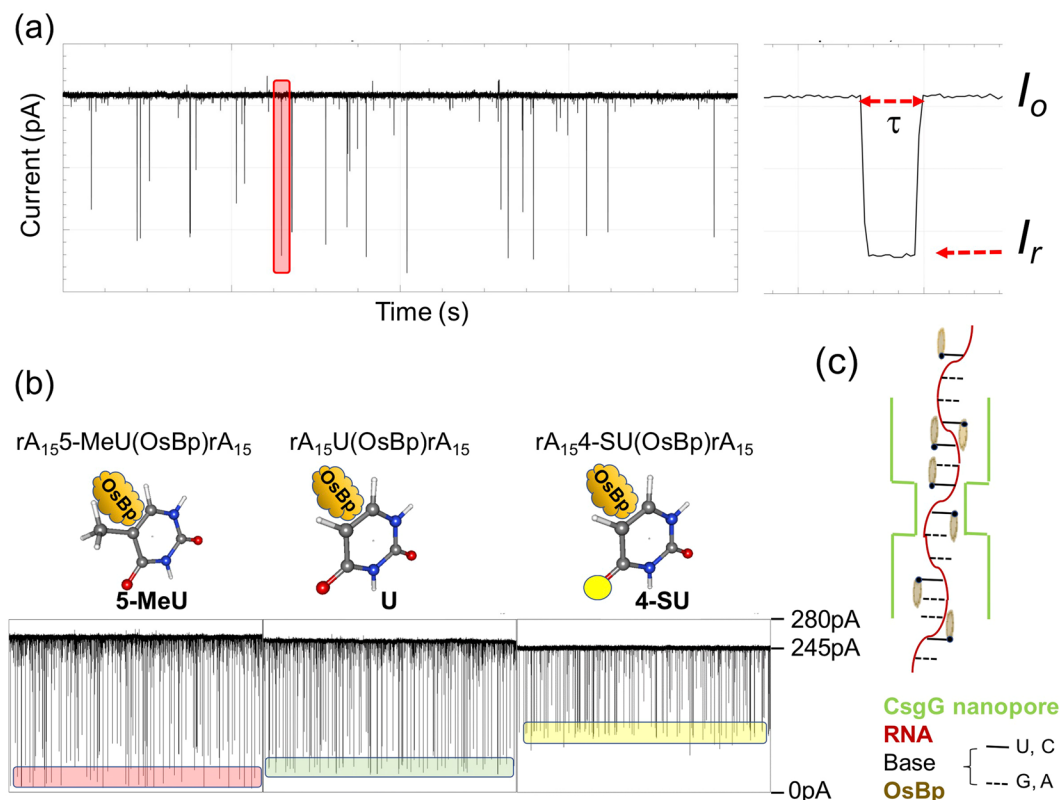 (a)
Current (pA)
Time (s)
τ
Iₒ
Iᵣ
(b)
(c)
rA₁₅5-MeU(OsBp)rA₁₅
rA₁₅U(OsBp)rA₁₅
rA₁₅4-SU(OsBp)rA₁₅
OsBp
OsBp
OsBp
5-MeU
U
4-SU
280pA
245pA
0pA
CsgG nanopore
RNA
Base
U, C
G, A
OsBp